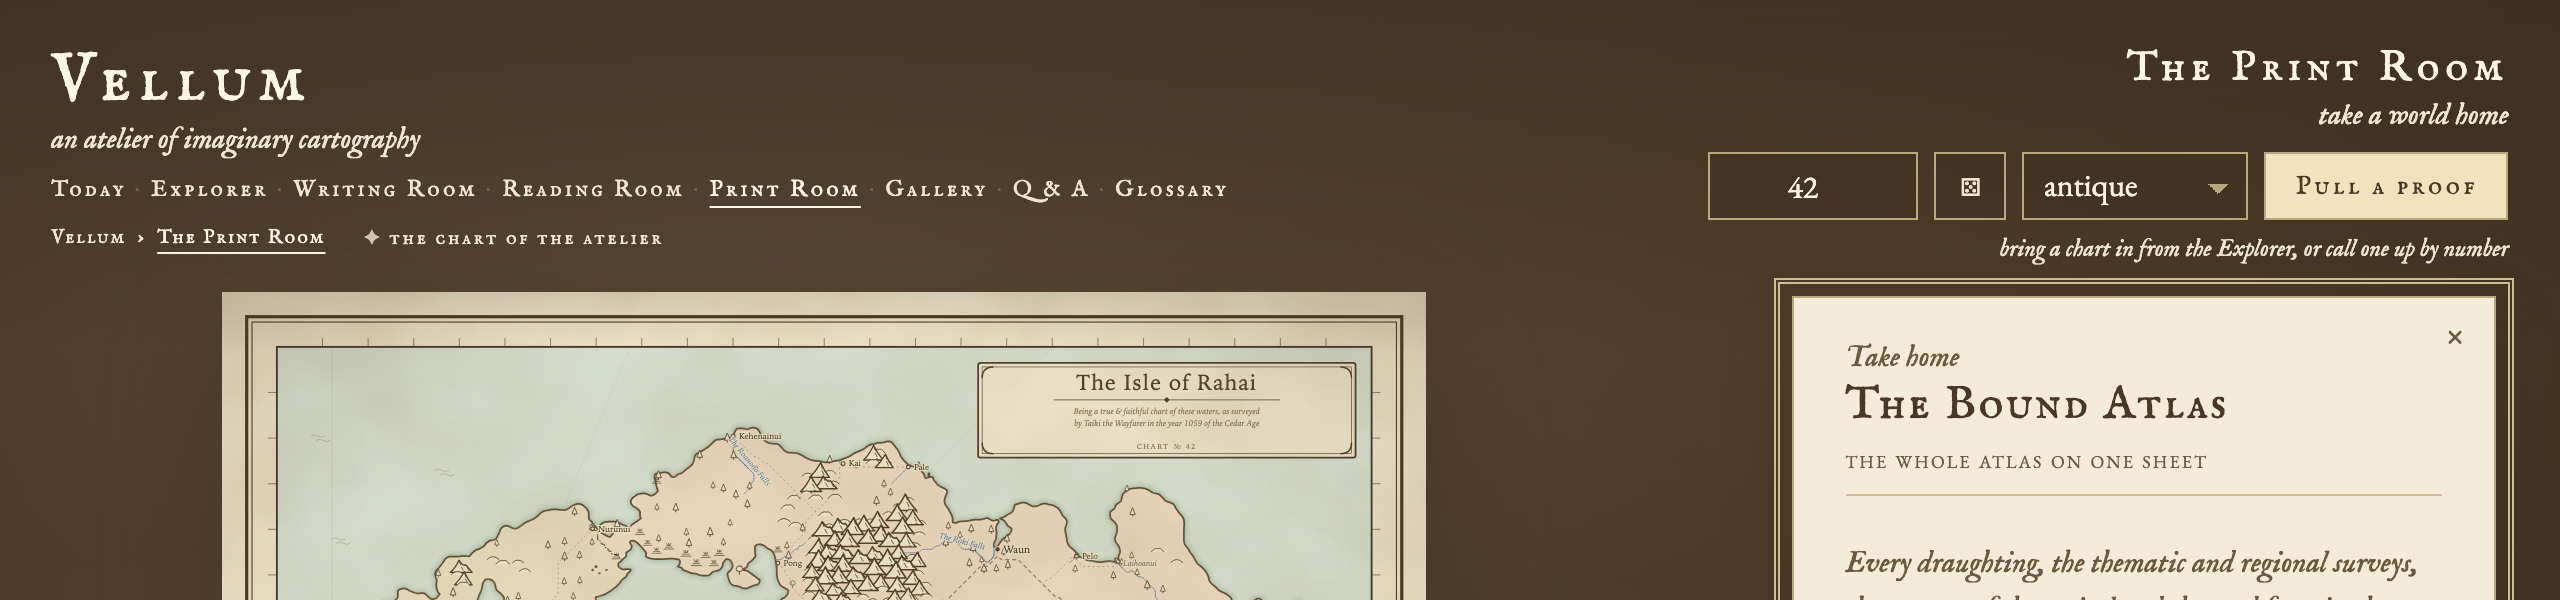 Vellum
an atelier of imaginary cartography
Today · Explorer · Writing Room · Reading Room · Print Room · Gallery · Q & A · Glossary
Vellum › The Print Room ✦ the chart of the atelier
The Print Room
take a world home
42 antique Pull a proof
bring a chart in from the Explorer, or call one up by number
The Isle of Rahai
Being a true & faithful chart of these waters, as surveyed
by Taiki the Wayfarer in the year 1059 of the Cedar Age
CHART № 42
Kehenainui
Kai
Pale
Nurunui
Waun
Pelo
Laihoanui
Pong
×
Take home
The Bound Atlas
THE WHOLE ATLAS ON ONE SHEET
Every draughting, the thematic and regional surveys,